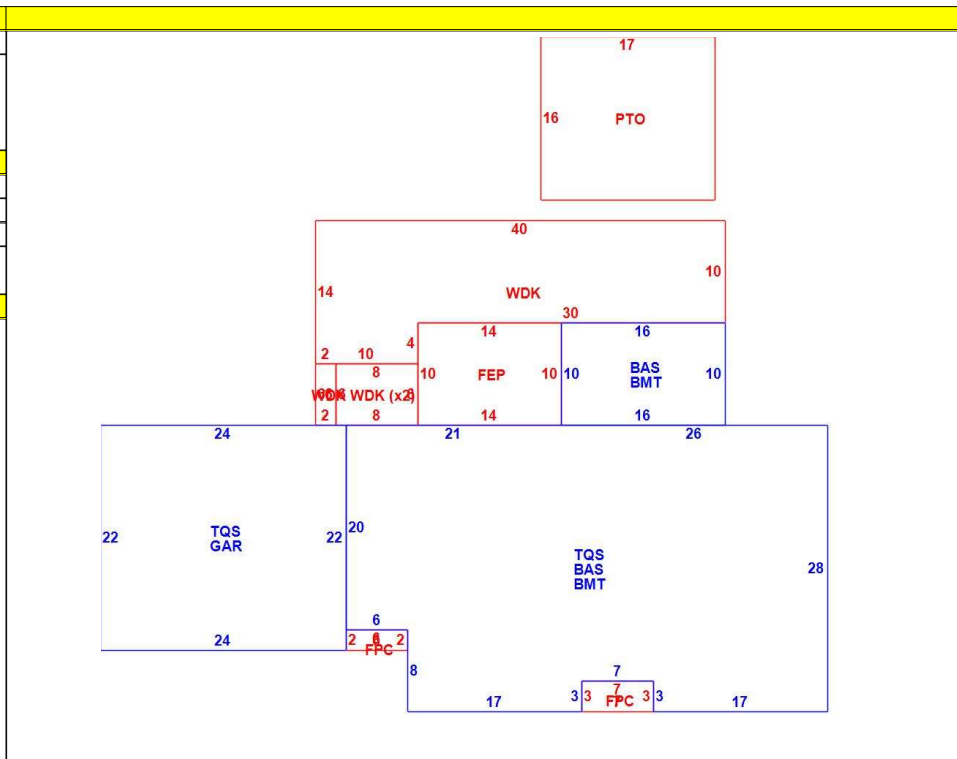 17
16 PTO
40
10
14 WDK
30
14 16
4
2 10
8
10 FEP 10 10 BAS 10
BMT
WDK WDK (x2)
2 8 14 16
24 21 26
22 TQS 22 20
GAR
TQS 28
BAS
BMT
6
24 2 6 2
FPC
8
7
3 3 7 3 3
FPC
17 17